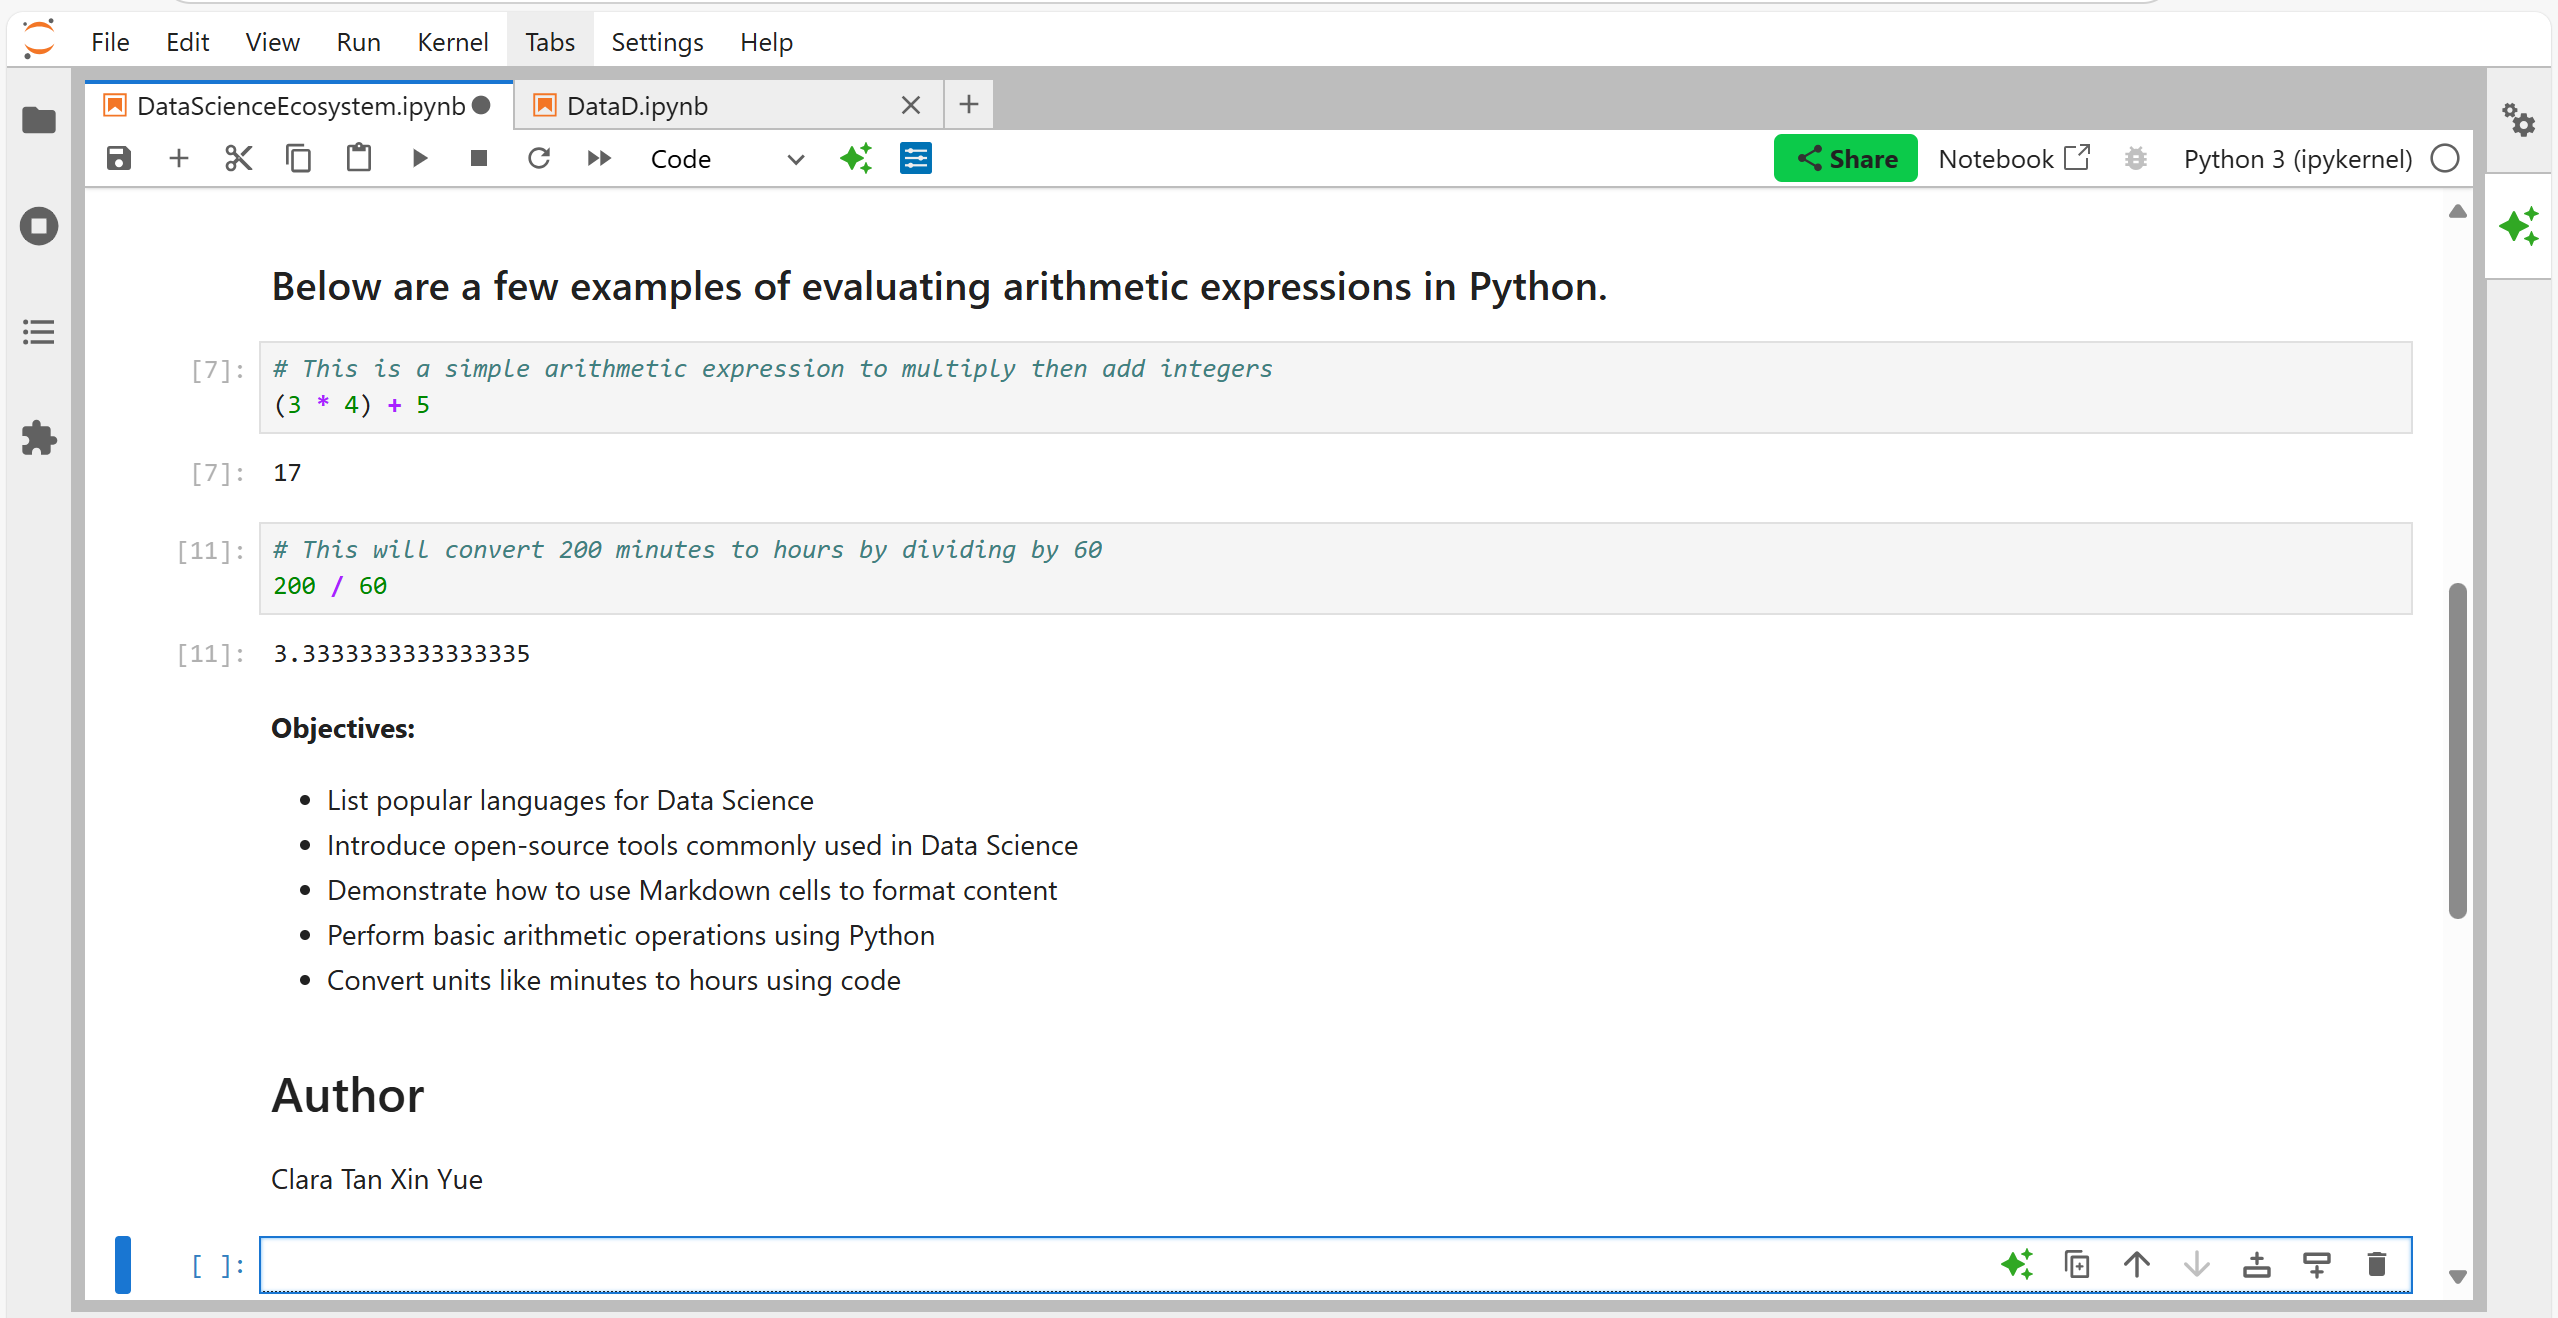 File Edit View Run Kernel Tabs Settings Help
DataScienceEcosystem.ipynb DataD.ipynb
Code Share Notebook Python 3 (ipykernel)
Below are a few examples of evaluating arithmetic expressions in Python.
[7]: # This is a simple arithmetic expression to multiply then add integers
(3 * 4) + 5
[7]: 17
[11]: # This will convert 200 minutes to hours by dividing by 60
200 / 60
[11]: 3.3333333333333335
Objectives:
• List popular languages for Data Science
• Introduce open-source tools commonly used in Data Science
• Demonstrate how to use Markdown cells to format content
• Perform basic arithmetic operations using Python
• Convert units like minutes to hours using code
Author
Clara Tan Xin Yue
[ ]: